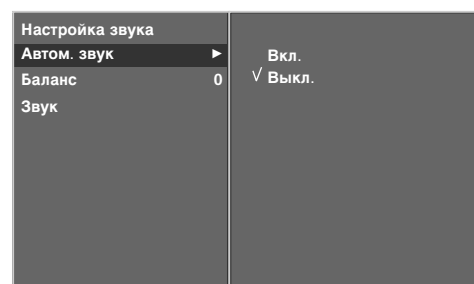 Настройка звука
Автом. звук ►
Баланс 0
Звук
Вкл.
√ Выкл.